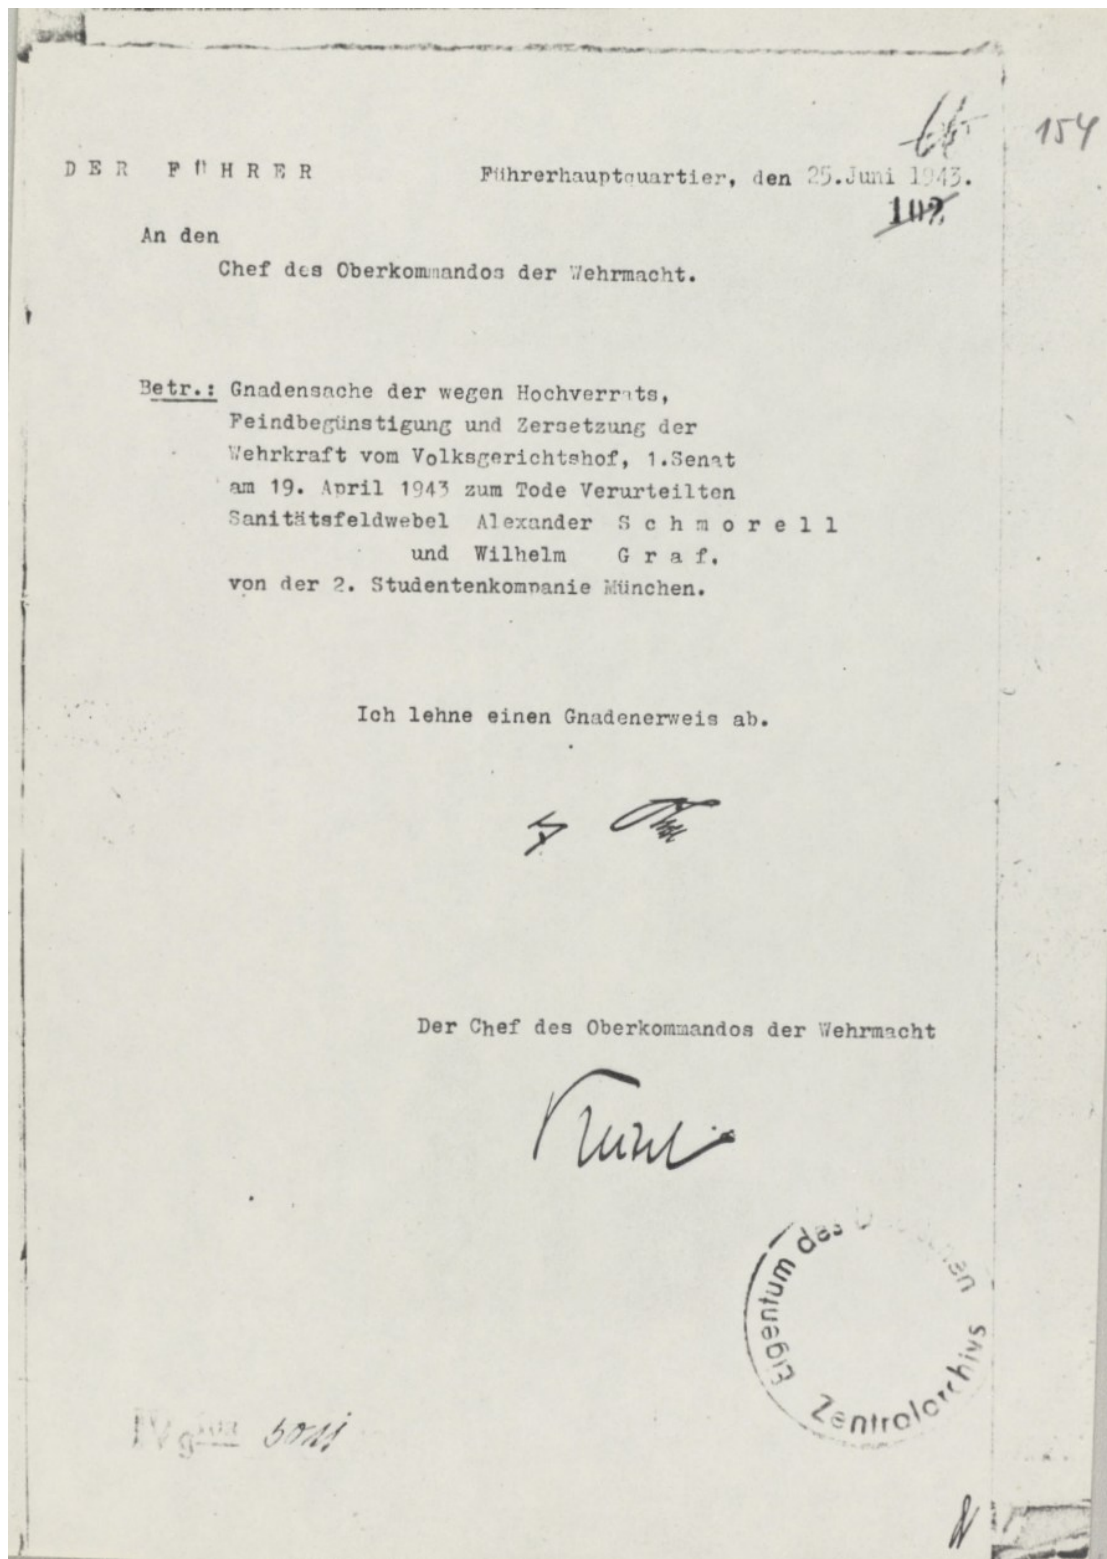 154
DER FÜHRER
Führerhauptquartier, den 25.Juni 1943.
102
An den
Chef des Oberkommandos der Wehrmacht.
Betr.: Gnadensache der wegen Hochverrats,
Feindbegünstigung und Zersetzung der
Wehrkraft vom Volksgerichtshof, 1.Senat
am 19. April 1943 zum Tode Verurteilten
Sanitätsfeldwebel Alexander S c h m o r e l l
und Wilhelm G r a f,
von der 2. Studentenkompanie München.
Ich lehne einen Gnadenerweis ab.
Der Chef des Oberkommandos der Wehrmacht
Eigentum des
Zentralarchivs